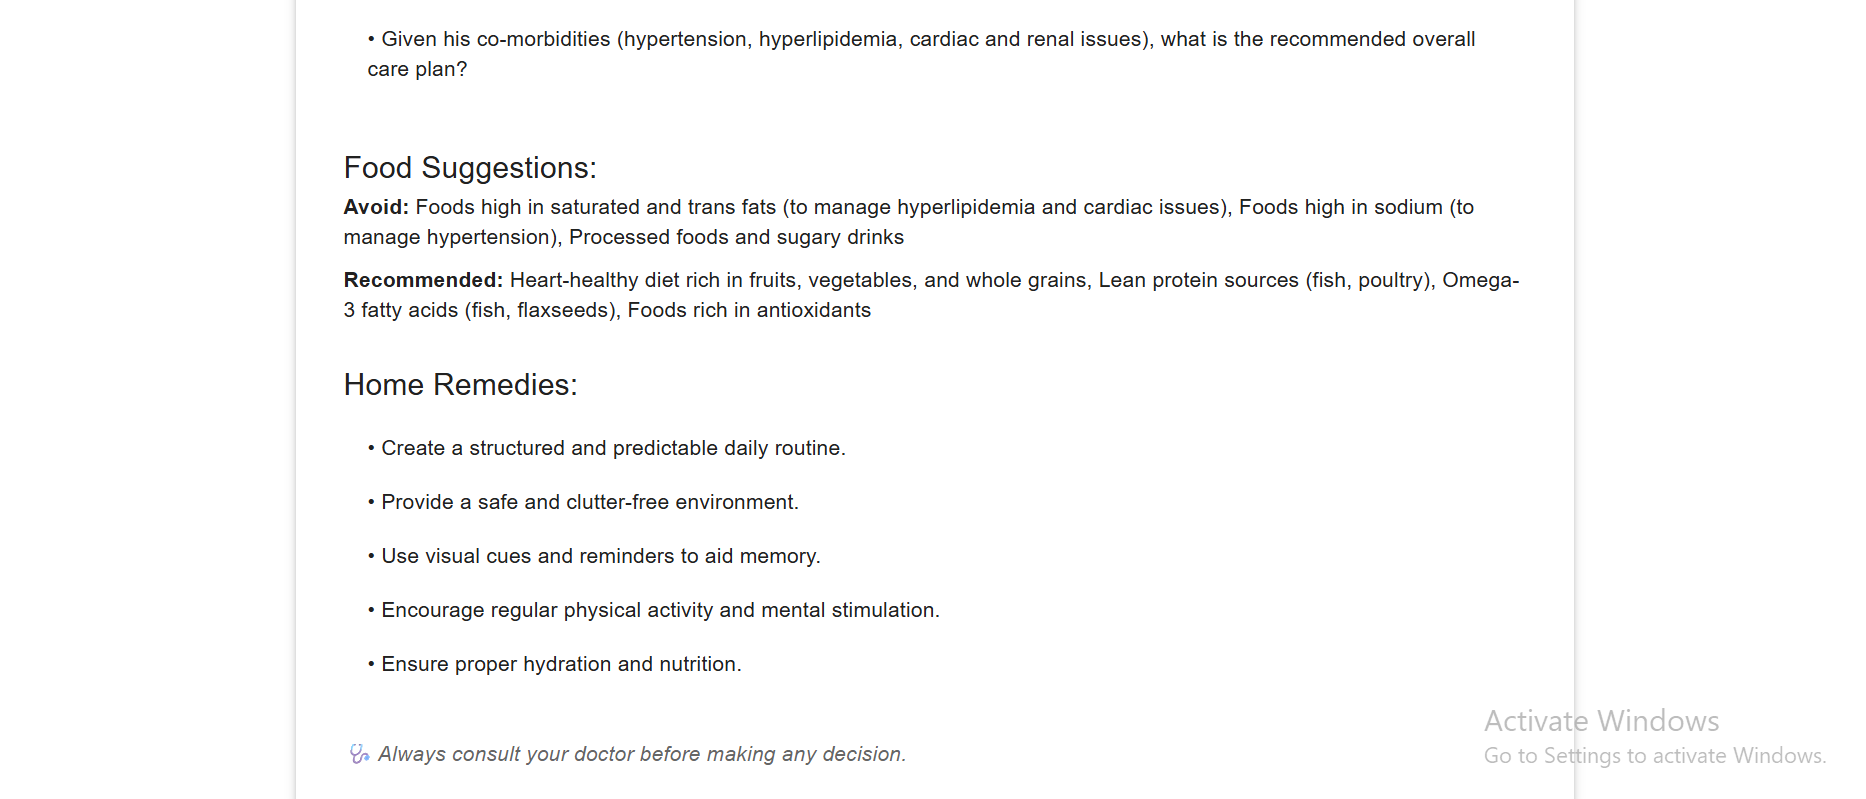 • Given his co-morbidities (hypertension, hyperlipidemia, cardiac and renal issues), what is the recommended overall
care plan?
Food Suggestions:
Avoid: Foods high in saturated and trans fats (to manage hyperlipidemia and cardiac issues), Foods high in sodium (to
manage hypertension), Processed foods and sugary drinks
Recommended: Heart-healthy diet rich in fruits, vegetables, and whole grains, Lean protein sources (fish, poultry), Omega-
3 fatty acids (fish, flaxseeds), Foods rich in antioxidants
Home Remedies:
• Create a structured and predictable daily routine.
• Provide a safe and clutter-free environment.
• Use visual cues and reminders to aid memory.
• Encourage regular physical activity and mental stimulation.
• Ensure proper hydration and nutrition.
🩺 Always consult your doctor before making any decision.
Activate Windows
Go to Settings to activate Windows.